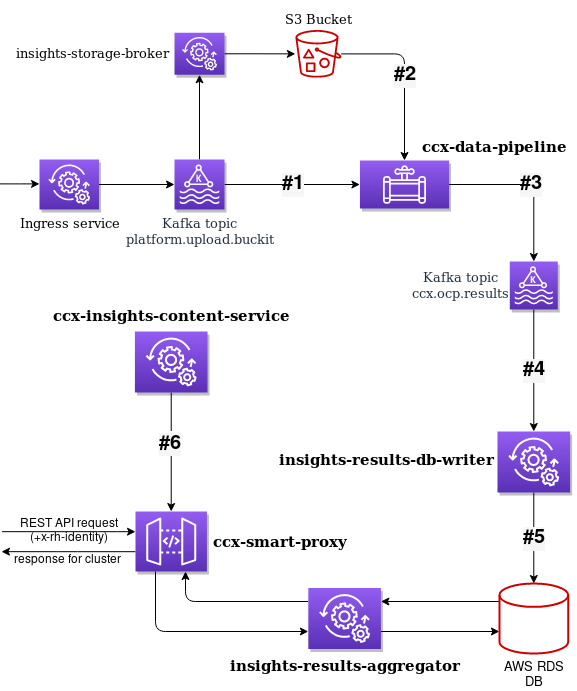 S3 Bucket
insights-storage-broker
#2
ccx-data-pipeline
#1
#3
K
Ingress service
Kafka topic
platform.upload.buckit
K
Kafka topic
ccx.ocp.results
ccx-insights-content-service
#4
#6
insights-results-db-writer
REST API request
(+x-rh-identity)
response for cluster
</>
ccx-smart-proxy
#5
insights-results-aggregator
AWS RDS
DB